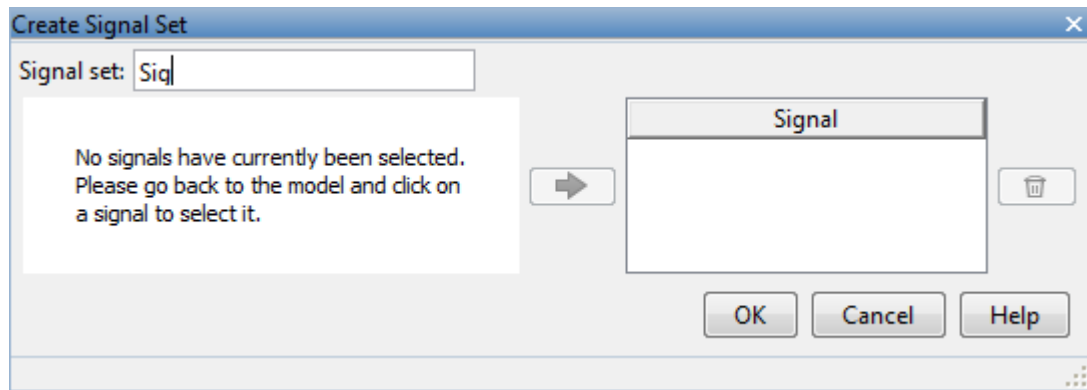 Create Signal Set
Signal set: Sig
Signal
No signals have currently been selected.
Please go back to the model and click on
a signal to select it.
OK Cancel Help